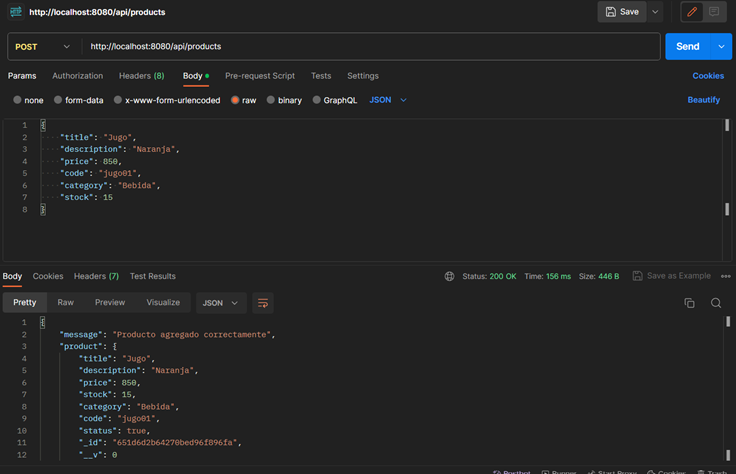 HTTP http://localhost:8080/api/products Save
POST http://localhost:8080/api/products Send
Params Authorization Headers (8) Body Pre-request Script Tests Settings Cookies
none form-data x-www-form-urlencoded raw binary GraphQL JSON Beautify
1 {
2 "title": "Jugo",
3 "description": "Naranja",
4 "price": 850,
5 "code": "jugo01",
6 "category": "Bebida",
7 "stock": 15
8 }
Body Cookies Headers (7) Test Results Status: 200 OK Time: 156 ms Size: 446 B Save as Example
Pretty Raw Preview Visualize JSON
1 {
2 "message": "Producto agregado correctamente",
3 "product": {
4 "title": "Jugo",
5 "description": "Naranja",
6 "price": 850,
7 "stock": 15,
8 "category": "Bebida",
9 "code": "jugo01",
10 "status": true,
11 "_id": "651d6d2b64270bed96f896fa",
12 "__v": 0
Postbot Runner Start Proxy Cookies Trash